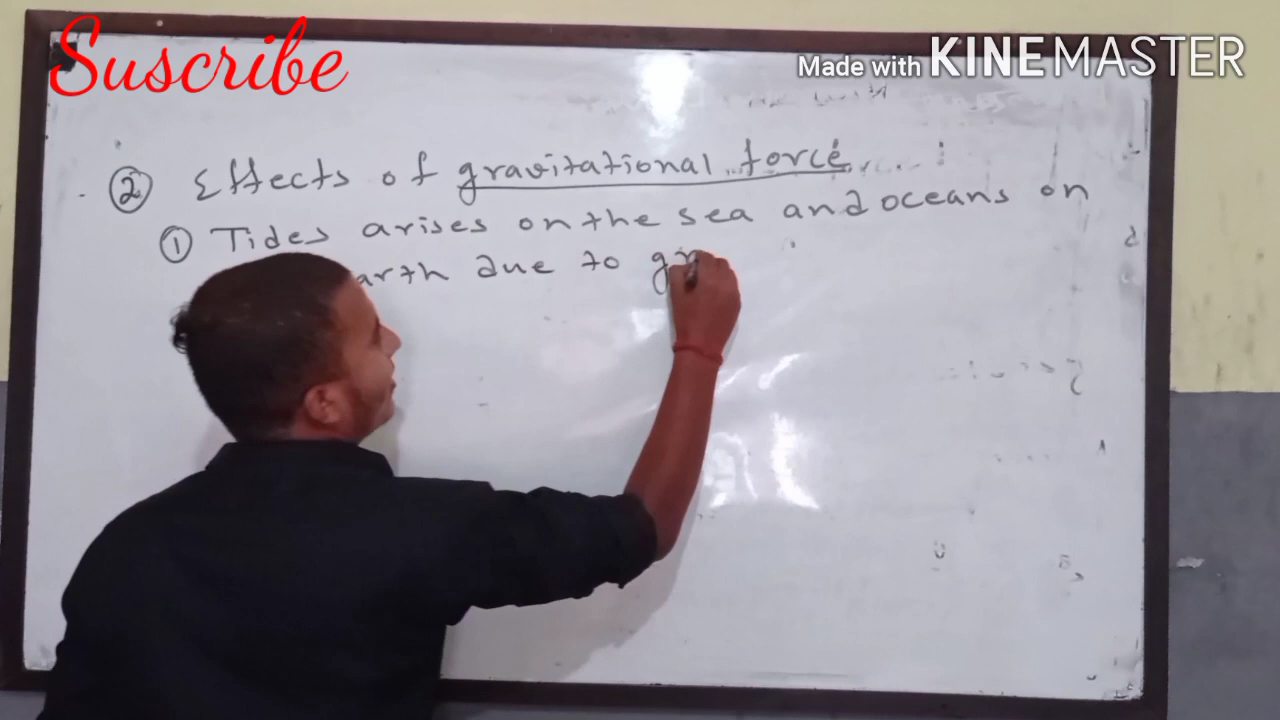 Suscribe
Made with KINEMASTER
② Effects of gravitational force
① Tides arises on the sea and oceans on
arth due to gr